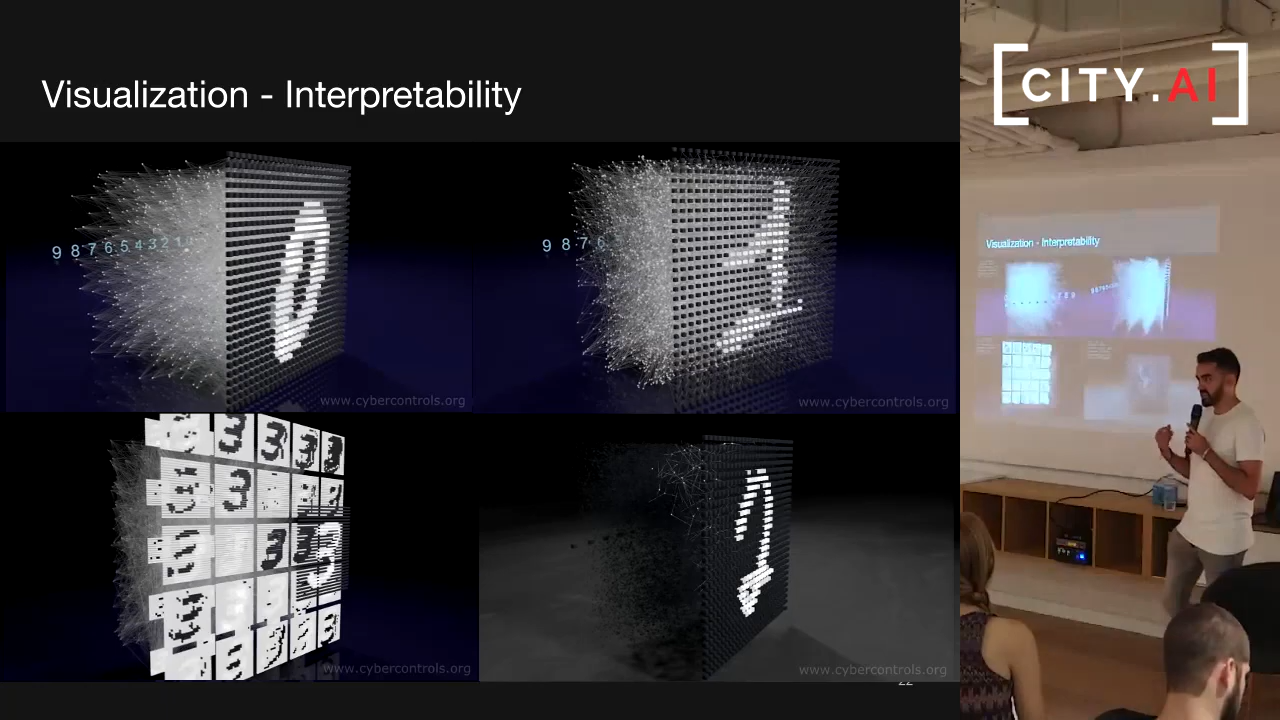 Visualization - Interpretability
[CITY.AI]
9 8 7 6 5 4 3 2 1
9 8 7 6
www.cybercontrols.org
www.cybercontrols.org
Visualization - Interpretability
www.cybercontrols.org
www.cybercontrols.org
22